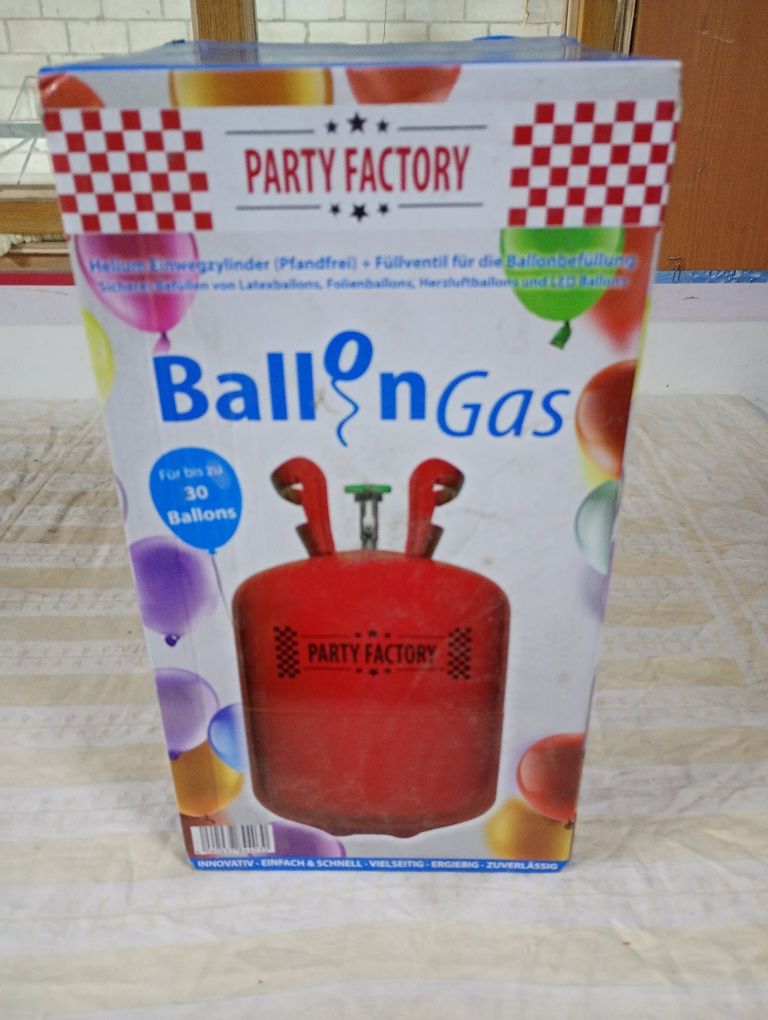 PARTY FACTORY
Helium Einwegzylinder (Pfandfrei) + Füllventil für die Ballonbefüllung
Sicheres Befüllen von Latexballons, Folienballons, Herzluftballons und LED Ballons
Ballon Gas
Für bis zu
30
Ballons
PARTY FACTORY
INNOVATIV - EINFACH & SCHNELL - VIELSEITIG - ERGIEBIG - ZUVERLÄSSIG